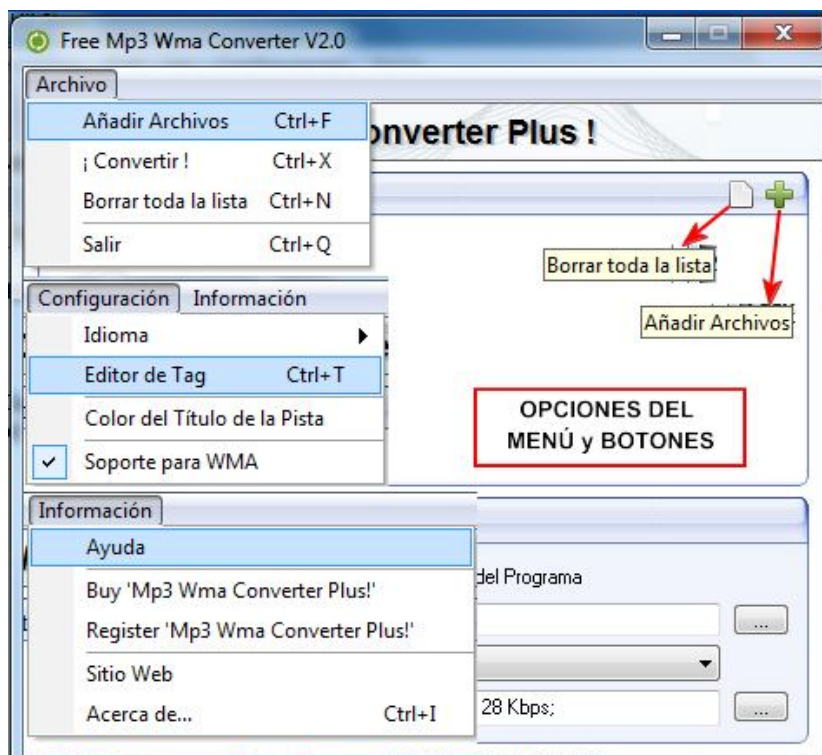 Free Mp3 Wma Converter V2.0
Archivo
Añadir Archivos Ctrl+F
¡ Convertir ! Ctrl+X
Borrar toda la lista Ctrl+N
Salir Ctrl+Q
onverter Plus !
Borrar toda la lista
Añadir Archivos
Configuración Información
Idioma
Editor de Tag Ctrl+T
Color del Título de la Pista
Soporte para WMA
OPCIONES DEL
MENÚ y BOTONES
Información
Ayuda
Buy 'Mp3 Wma Converter Plus!'
Register 'Mp3 Wma Converter Plus!'
Sitio Web
Acerca de... Ctrl+I
del Programa
...
28 Kbps;
...